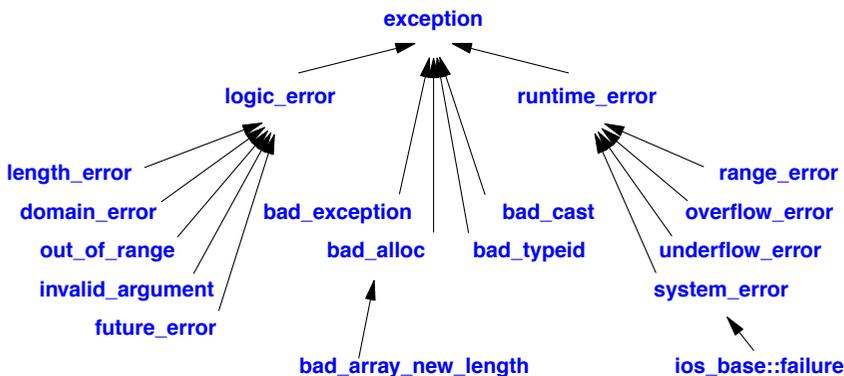 exception
logic_error runtime_error
length_error range_error
domain_error bad_exception bad_cast overflow_error
out_of_range bad_alloc bad_typeid underflow_error
invalid_argument system_error
future_error
bad_array_new_length ios_base::failure